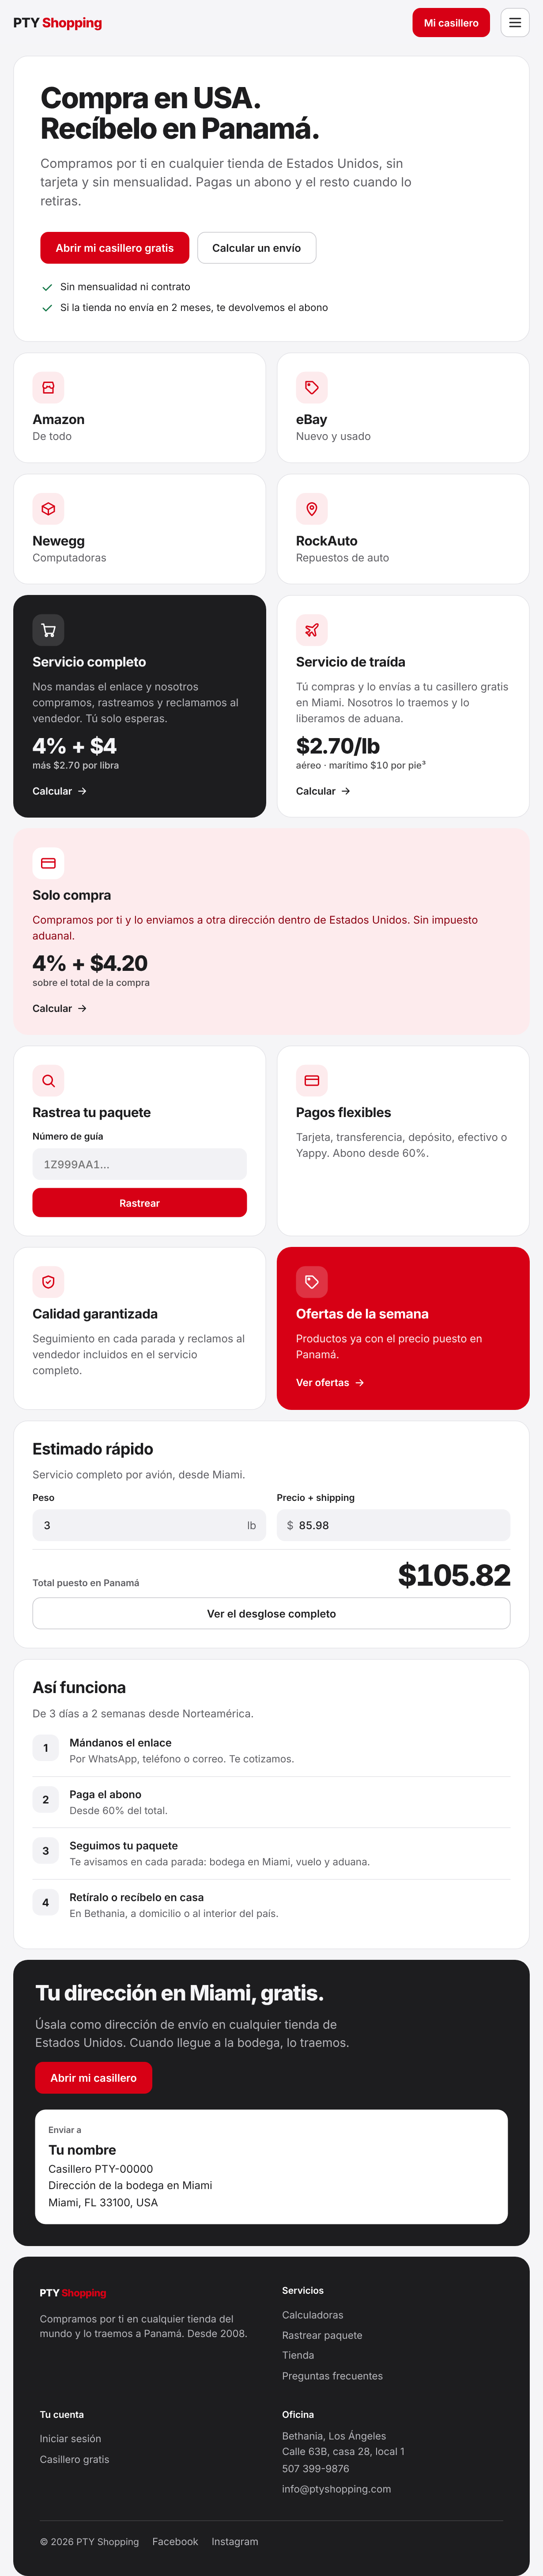 PTY Shopping
Mi casillero
Compra en USA.
Recíbelo en Panamá.
Compramos por ti en cualquier tienda de Estados Unidos, sin
tarjeta y sin mensualidad. Pagas un abono y el resto cuando lo
retiras.
Abrir mi casillero gratis
Calcular un envío
Sin mensualidad ni contrato
Si la tienda no envía en 2 meses, te devolvemos el abono
Amazon
De todo
eBay
Nuevo y usado
Newegg
Computadoras
RockAuto
Repuestos de auto
Servicio completo
Nos mandas el enlace y nosotros
compramos, rastreamos y reclamamos al
vendedor. Tú solo esperas.
4% + $4
más $2.70 por libra
Calcular →
Servicio de traída
Tú compras y lo envías a tu casillero gratis
en Miami. Nosotros lo traemos y lo
liberamos de aduana.
$2.70/lb
aéreo · marítimo $10 por pie³
Calcular →
Solo compra
Compramos por ti y lo enviamos a otra dirección dentro de Estados Unidos. Sin impuesto
aduanal.
4% + $4.20
sobre el total de la compra
Calcular →
Rastrea tu paquete
Número de guía
1Z999AA1...
Rastrear
Pagos flexibles
Tarjeta, transferencia, depósito, efectivo o
Yappy. Abono desde 60%.
Calidad garantizada
Seguimiento en cada parada y reclamos al
vendedor incluidos en el servicio
completo.
Ofertas de la semana
Productos ya con el precio puesto en
Panamá.
Ver ofertas →
Estimado rápido
Servicio completo por avión, desde Miami.
Peso
3 lb
Precio + shipping
$ 85.98
Total puesto en Panamá
$105.82
Ver el desglose completo
Así funciona
De 3 días a 2 semanas desde Norteamérica.
1
Mándanos el enlace
Por WhatsApp, teléfono o correo. Te cotizamos.
2
Paga el abono
Desde 60% del total.
3
Seguimos tu paquete
Te avisamos en cada parada: bodega en Miami, vuelo y aduana.
4
Retíralo o recíbelo en casa
En Bethania, a domicilio o al interior del país.
Tu dirección en Miami, gratis.
Úsala como dirección de envío en cualquier tienda de
Estados Unidos. Cuando llegue a la bodega, lo traemos.
Abrir mi casillero
Enviar a
Tu nombre
Casillero PTY-00000
Dirección de la bodega en Miami
Miami, FL 33100, USA
PTY Shopping
Compramos por ti en cualquier tienda del
mundo y lo traemos a Panamá. Desde 2008.
Servicios
Calculadoras
Rastrear paquete
Tienda
Preguntas frecuentes
Tu cuenta
Iniciar sesión
Casillero gratis
Oficina
Bethania, Los Ángeles
Calle 63B, casa 28, local 1
507 399-9876
info@ptyshopping.com
© 2026 PTY Shopping Facebook Instagram